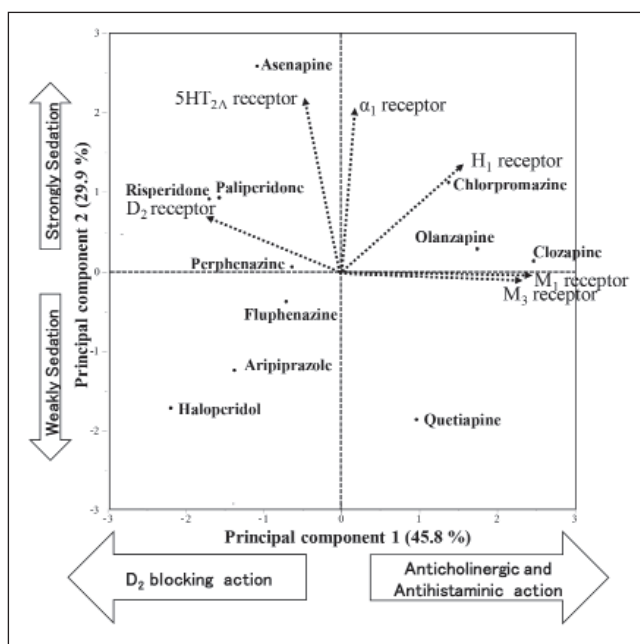 3
Asenapine
5HT2A receptor
α1 receptor
2
H1 receptor
Chlorpromazine
Risperidone
Paliperidone
1
D2 receptor
Olanzapine
Clozapine
Perphenazine
0
M1 receptor
M3 receptor
Fluphenazine
-1
Aripiprazole
Haloperidol
Quetiapine
-2
-3
-3 -2 -1 0 1 2 3
Principal component 1 (45.8 %)
Principal component 2 (29.9 %)
Strongly Sedation
Weakly Sedation
D2 blocking action
Anticholinergic and
Antihistaminic action